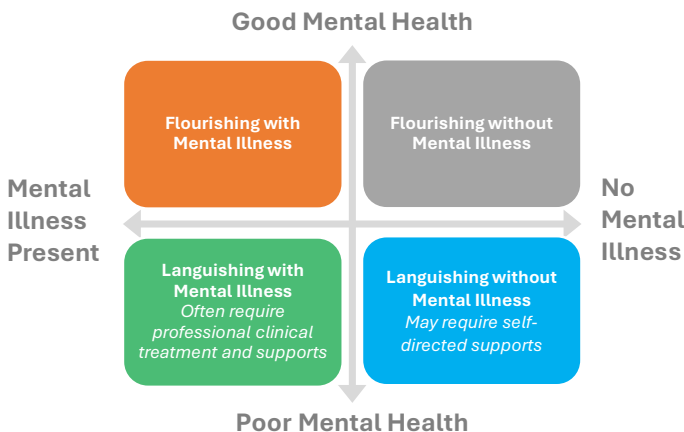 Good Mental Health
Flourishing with
Mental Illness
Flourishing without
Mental Illness
Mental
Illness
Present
No
Mental
Illness
Languishing with
Mental Illness
Often require
professional clinical
treatment and supports
Languishing without
Mental Illness
May require self-
directed supports
Poor Mental Health